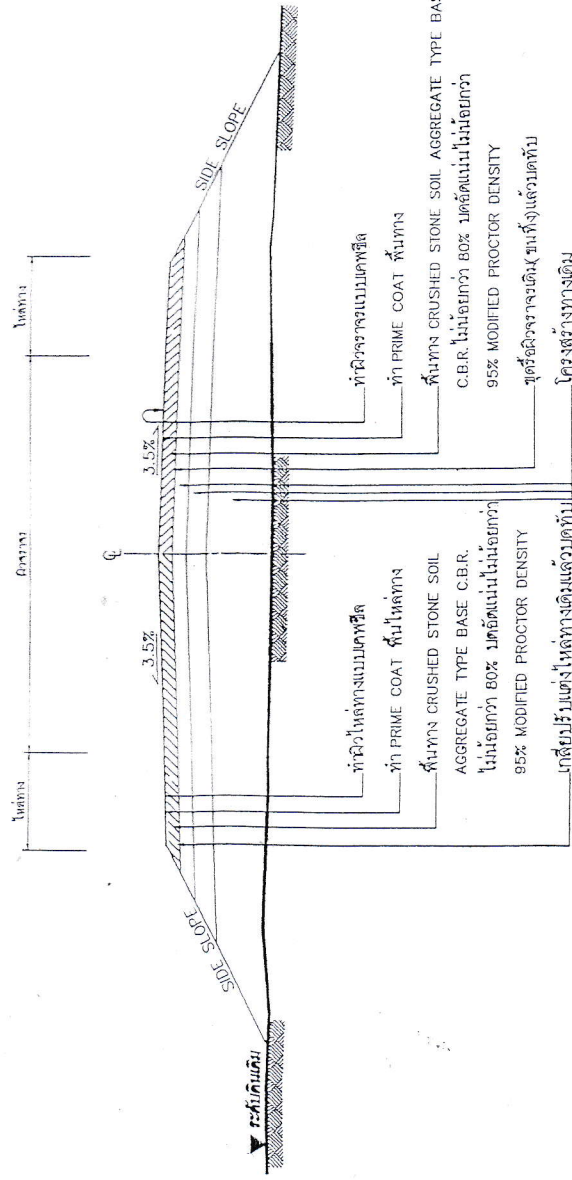 ไหล่ทาง
ผิวจราจร
ไหล่ทาง
3.5%
3.5%
SIDE SLOPE
SIDE SLOPE
ระดับดินเดิม
ทำผิวไหล่ทางแบบเคพซีล
ทำ PRIME COAT พื้นไหล่ทาง
พื้นทาง CRUSHED STONE SOIL
AGGREGATE TYPE BASE C.B.R.
ไม่น้อยกว่า 80% บดอัดแน่นไม่น้อยกว่า
95% MODIFIED PROCTOR DENSITY
เกลี่ยปรับแต่งไหล่ทางเดิมแล้วบดทับ
ทำผิวจราจรแบบเคพซีล
ทำ PRIME COAT พื้นทาง
พื้นทาง CRUSHED STONE SOIL AGGREGATE TYPE BAS
C.B.R. ไม่น้อยกว่า 80% บดอัดแน่นไม่น้อยกว่า
95% MODIFIED PROCTOR DENSITY
ขุดรื้อผิวจราจรเดิม(ขนทิ้ง)แล้วบดทับ
โครงสร้างทางเดิม